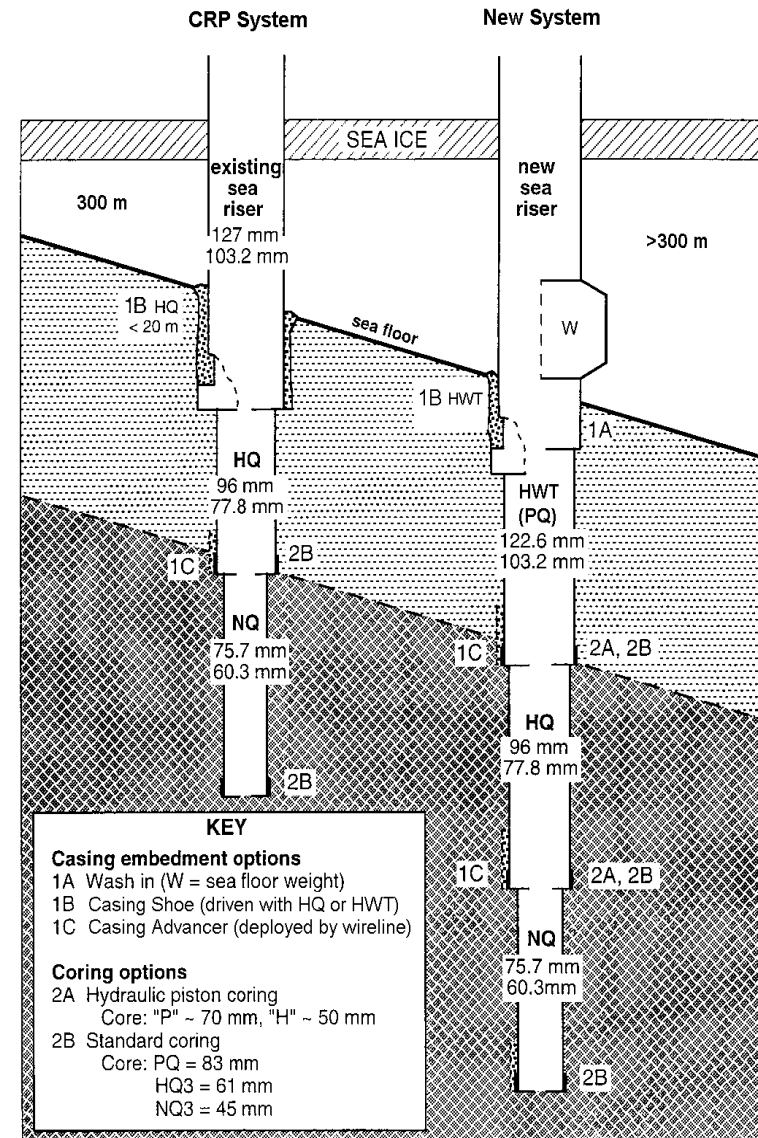 CRP System
New System
SEA ICE
existing
sea
riser
127 mm
103.2 mm
300 m
new
sea
riser
>300 m
1B HQ
< 20 m
sea floor
W
1B HWT
1A
HQ
96 mm
77.8 mm
HWT
(PQ)
122.6 mm
103.2 mm
1C
2B
NQ
75.7 mm
60.3 mm
1C
2A, 2B
HQ
96 mm
77.8 mm
2B
1C
2A, 2B
NQ
75.7 mm
60.3mm
2B
KEY
Casing embedment options
1A Wash in (W = sea floor weight)
1B Casing Shoe (driven with HQ or HWT)
1C Casing Advancer (deployed by wireline)
Coring options
2A Hydraulic piston coring
Core: "P" ~ 70 mm, "H" ~ 50 mm
2B Standard coring
Core: PQ = 83 mm
HQ3 = 61 mm
NQ3 = 45 mm